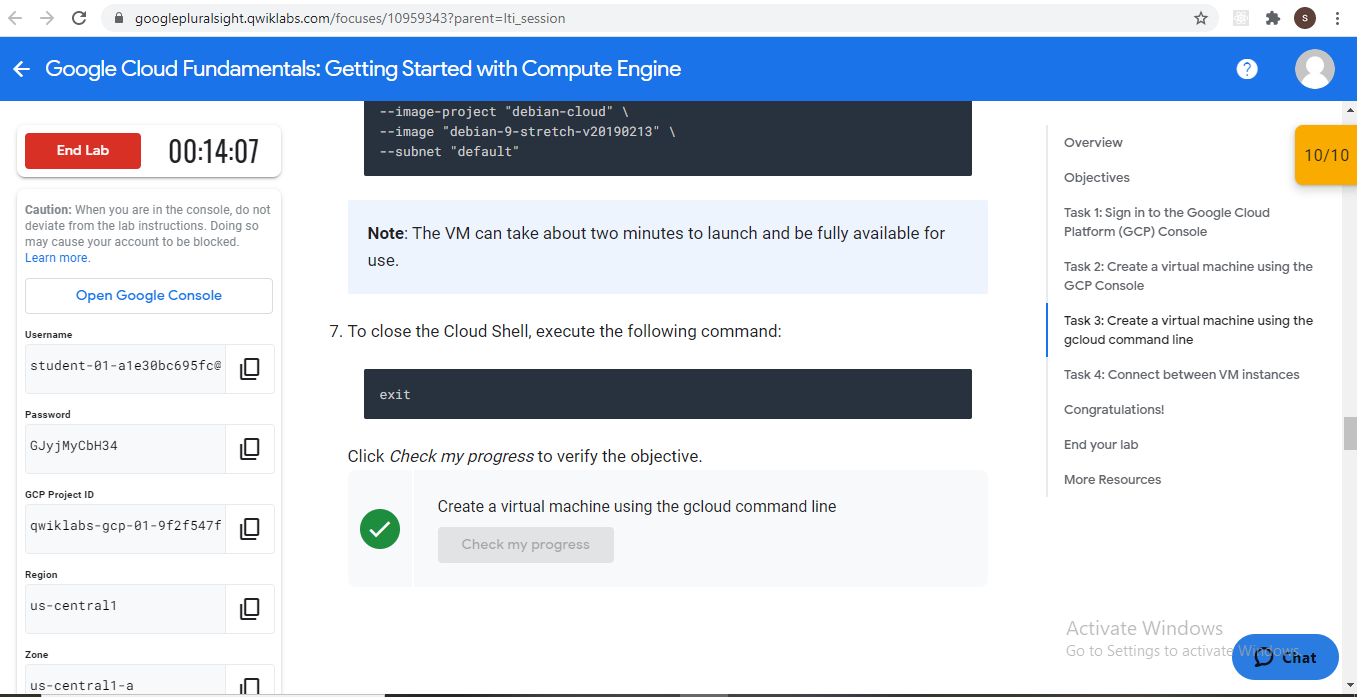 googlepluralsight.qwiklabs.com/focuses/10959343?parent=lti_session
S
Google Cloud Fundamentals: Getting Started with Compute Engine
?
End Lab
00:14:07
Caution: When you are in the console, do not
deviate from the lab instructions. Doing so
may cause your account to be blocked.
Learn more.
Open Google Console
Username
student-01-a1e30bc695fc@
Password
GJyjMyCbH34
GCP Project ID
qwiklabs-gcp-01-9f2f547f
Region
us-central1
Zone
us-central1-a
--image-project "debian-cloud" \
--image "debian-9-stretch-v20190213" \
--subnet "default"
Note: The VM can take about two minutes to launch and be fully available for
use.
7. To close the Cloud Shell, execute the following command:
exit
Click Check my progress to verify the objective.
Create a virtual machine using the gcloud command line
Check my progress
Overview
Objectives
Task 1: Sign in to the Google Cloud
Platform (GCP) Console
Task 2: Create a virtual machine using the
GCP Console
Task 3: Create a virtual machine using the
gcloud command line
Task 4: Connect between VM instances
Congratulations!
End your lab
More Resources
10/10
Activate Windows
Go to Settings to activate Windows.
Chat